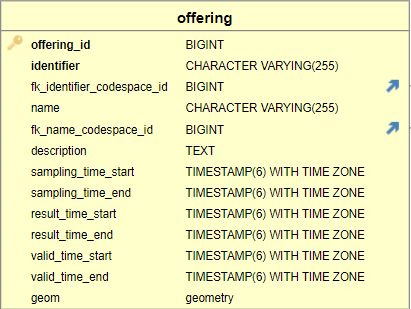 offering
offering_id BIGINT
identifier CHARACTER VARYING(255)
fk_identifier_codespace_id BIGINT
name CHARACTER VARYING(255)
fk_name_codespace_id BIGINT
description TEXT
sampling_time_start TIMESTAMP(6) WITH TIME ZONE
sampling_time_end TIMESTAMP(6) WITH TIME ZONE
result_time_start TIMESTAMP(6) WITH TIME ZONE
result_time_end TIMESTAMP(6) WITH TIME ZONE
valid_time_start TIMESTAMP(6) WITH TIME ZONE
valid_time_end TIMESTAMP(6) WITH TIME ZONE
geom geometry